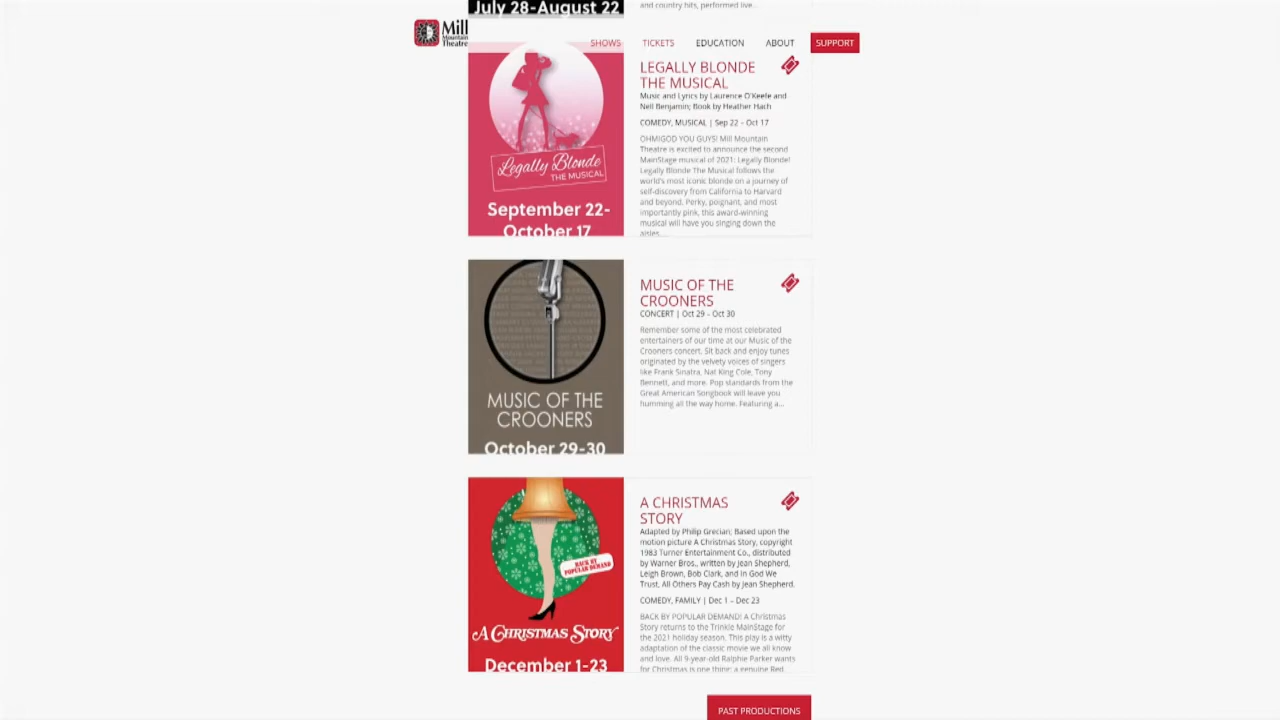 July 28-August 22
and country hits, performed live...
Mill
Mountain
Theatre
SHOWS
TICKETS
EDUCATION
ABOUT
SUPPORT
Legally Blonde
THE MUSICAL
September 22-
October 17
LEGALLY BLONDE
THE MUSICAL
Music and Lyrics by Laurence O'Keefe and
Nell Benjamin; Book by Heather Hach
COMEDY, MUSICAL | Sep 22 - Oct 17
OHMIGOD YOU GUYS! Mill Mountain
Theatre is excited to announce the second
MainStage musical of 2021: Legally Blonde!
Legally Blonde The Musical follows the
world's most iconic blonde on a journey of
self-discovery from California to Harvard
and beyond. Perky, poignant, and most
importantly pink, this award-winning
musical will have you singing down the
aisles...
MUSIC OF THE
CROONERS
October 29-30
MUSIC OF THE
CROONERS
CONCERT | Oct 29 - Oct 30
Remember some of the most celebrated
entertainers of our time at our Music of the
Crooners concert. Sit back and enjoy tunes
originated by the velvety voices of singers
like Frank Sinatra, Nat King Cole, Tony
Bennett, and more. Pop standards from the
Great American Songbook will leave you
humming all the way home. Featuring a...
BACK BY
POPULAR DEMAND
A CHRISTMAS STORY
December 1-23
A CHRISTMAS
STORY
Adapted by Philip Grecian; Based upon the
motion picture A Christmas Story, copyright
1983 Turner Entertainment Co., distributed
by Warner Bros., written by Jean Shepherd,
Leigh Brown, Bob Clark, and In God We
Trust, All Others Pay Cash by Jean Shepherd.
COMEDY, FAMILY | Dec 1 - Dec 23
BACK BY POPULAR DEMAND! A Christmas
Story returns to the Trinkle MainStage for
the 2021 holiday season. This play is a witty
adaptation of the classic movie we all know
and love. All 9-year-old Ralphie Parker wants
for Christmas is one thing: a genuine Red
PAST PRODUCTIONS